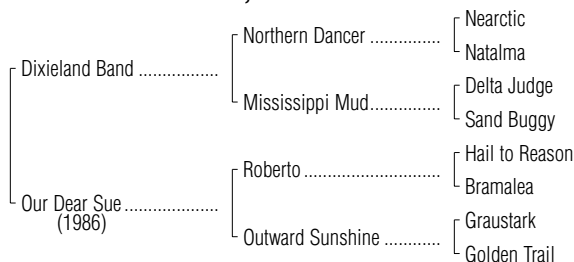 Nearctic
Northern Dancer ..............
Natalma
Dixieland Band ................
Delta Judge
Mississippi Mud..............
Sand Buggy
Hail to Reason
Roberto ...........................
Bramalea
Our Dear Sue ...................
(1986)
Graustark
Outward Sunshine ............
Golden Trail